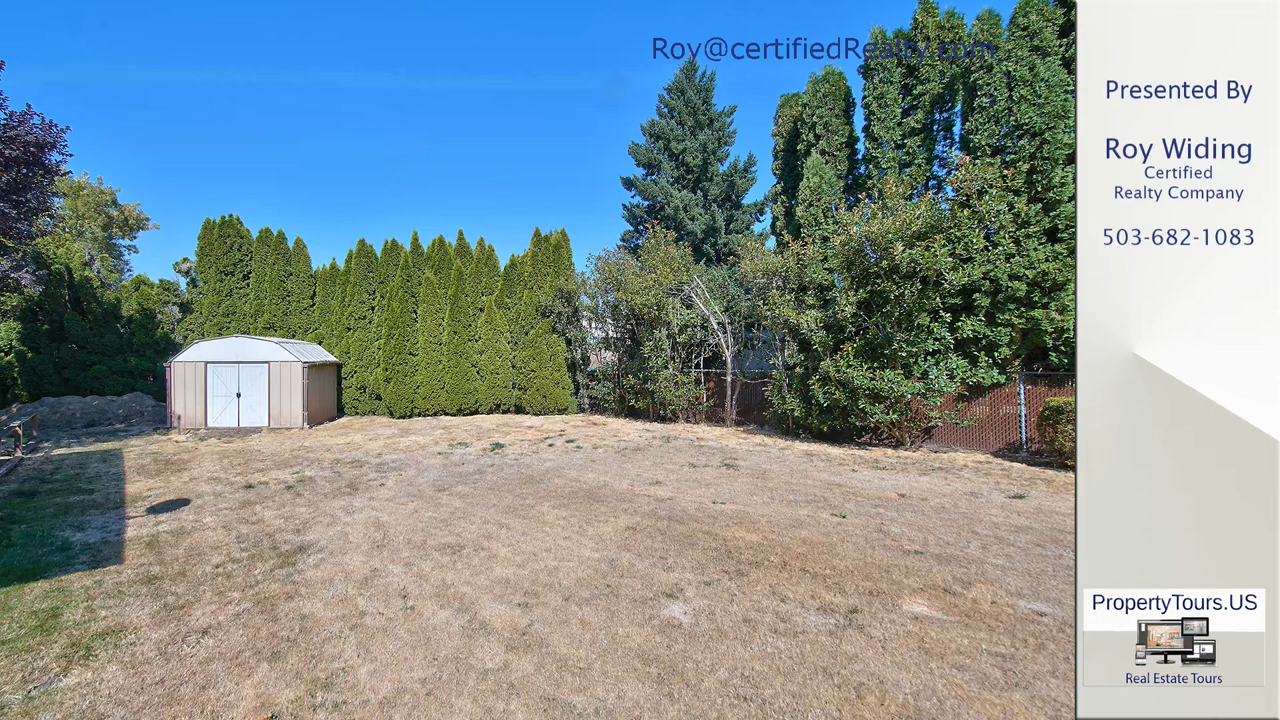 Roy@certifiedRealty.com
Presented By
Roy Widing
Certified
Realty Company
503-682-1083
PropertyTours.US
Real Estate Tours